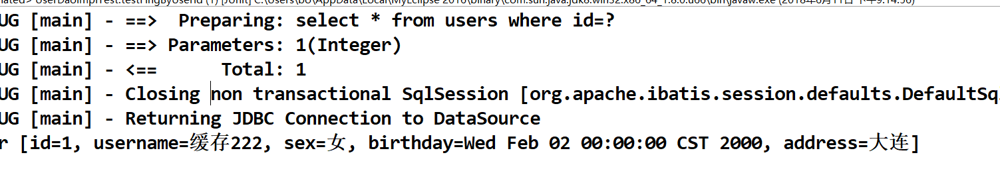 UserDaoImplTest.testFingByUserId (1) [JUnit] C:\Users\bo\AppData\Local\MyEclipse 2016\binary\com.sun.java.jdk8.win32.x86_64_1.8.0.u66\bin\javaw.exe (2018年6月11日 下午9:14:56)
UG [main] - ==>  Preparing: select * from users where id=?
UG [main] - ==> Parameters: 1(Integer)
UG [main] - <==      Total: 1
UG [main] - Closing non transactional SqlSession [org.apache.ibatis.session.defaults.DefaultSq
UG [main] - Returning JDBC Connection to DataSource
r [id=1, username=缓存222, sex=女, birthday=Wed Feb 02 00:00:00 CST 2000, address=大连]